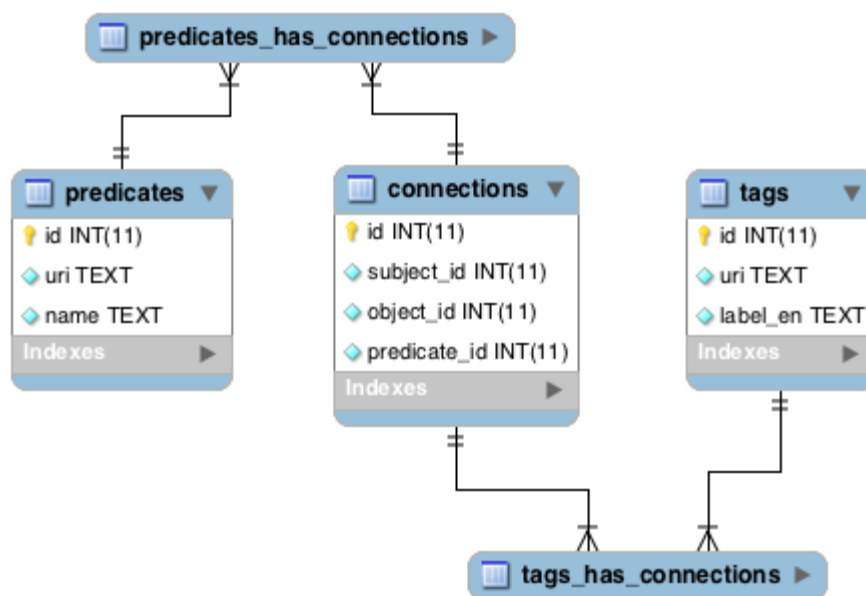 predicates_has_connections
predicates
id INT(11)
uri TEXT
name TEXT
Indexes
connections
id INT(11)
subject_id INT(11)
object_id INT(11)
predicate_id INT(11)
Indexes
tags
id INT(11)
uri TEXT
label_en TEXT
Indexes
tags_has_connections